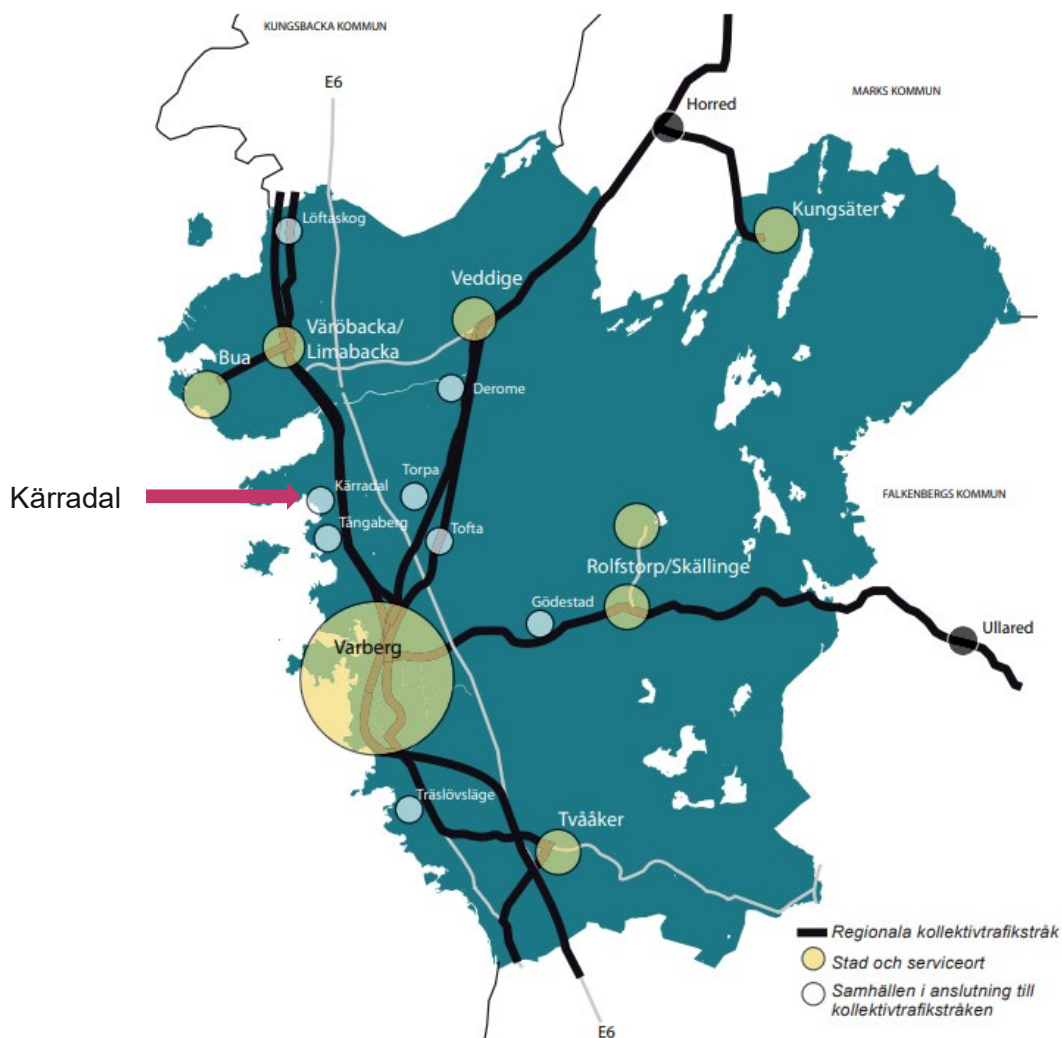 KUNGSBACKA KOMMUN
E6
MARKS KOMMUN
Horred
Kungsäter
Löftaskog
Veddige
Väröbacka/
Limabacka
Bua
Derome
Kärradal
Kärradal
Torpa
FALKENBERGS KOMMUN
Tångaberg
Tofta
Rolfstorp/Skällinge
Gödestad
Ullared
Varberg
Träslövsläge
Tvååker
Regionala kollektivtrafikstråk
Stad och serviceort
Samhällen i anslutning till
kollektivtrafikstråken
E6